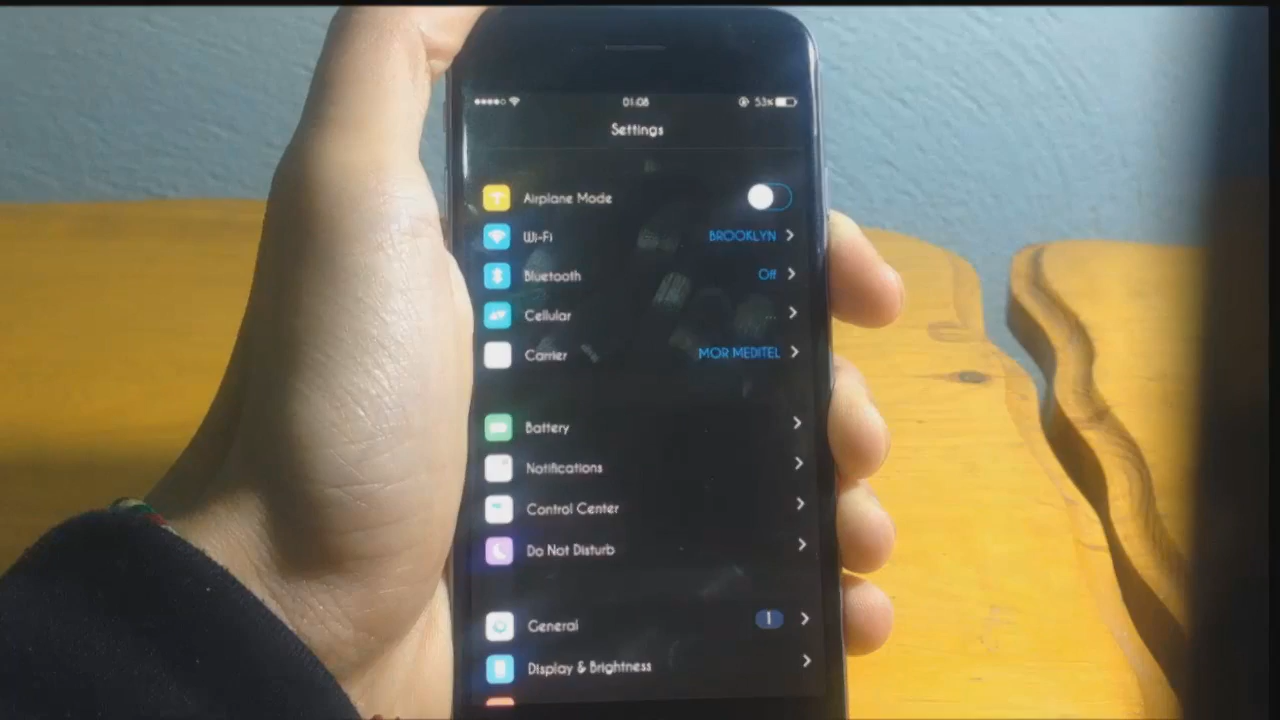 01:08 53%
Settings
Airplane Mode
Wi-Fi BROOKLYN
Bluetooth Off
Cellular ...
Carrier MOR MEDITEL
Battery
Notifications
Control Center
Do Not Disturb
General 1
Display & Brightness